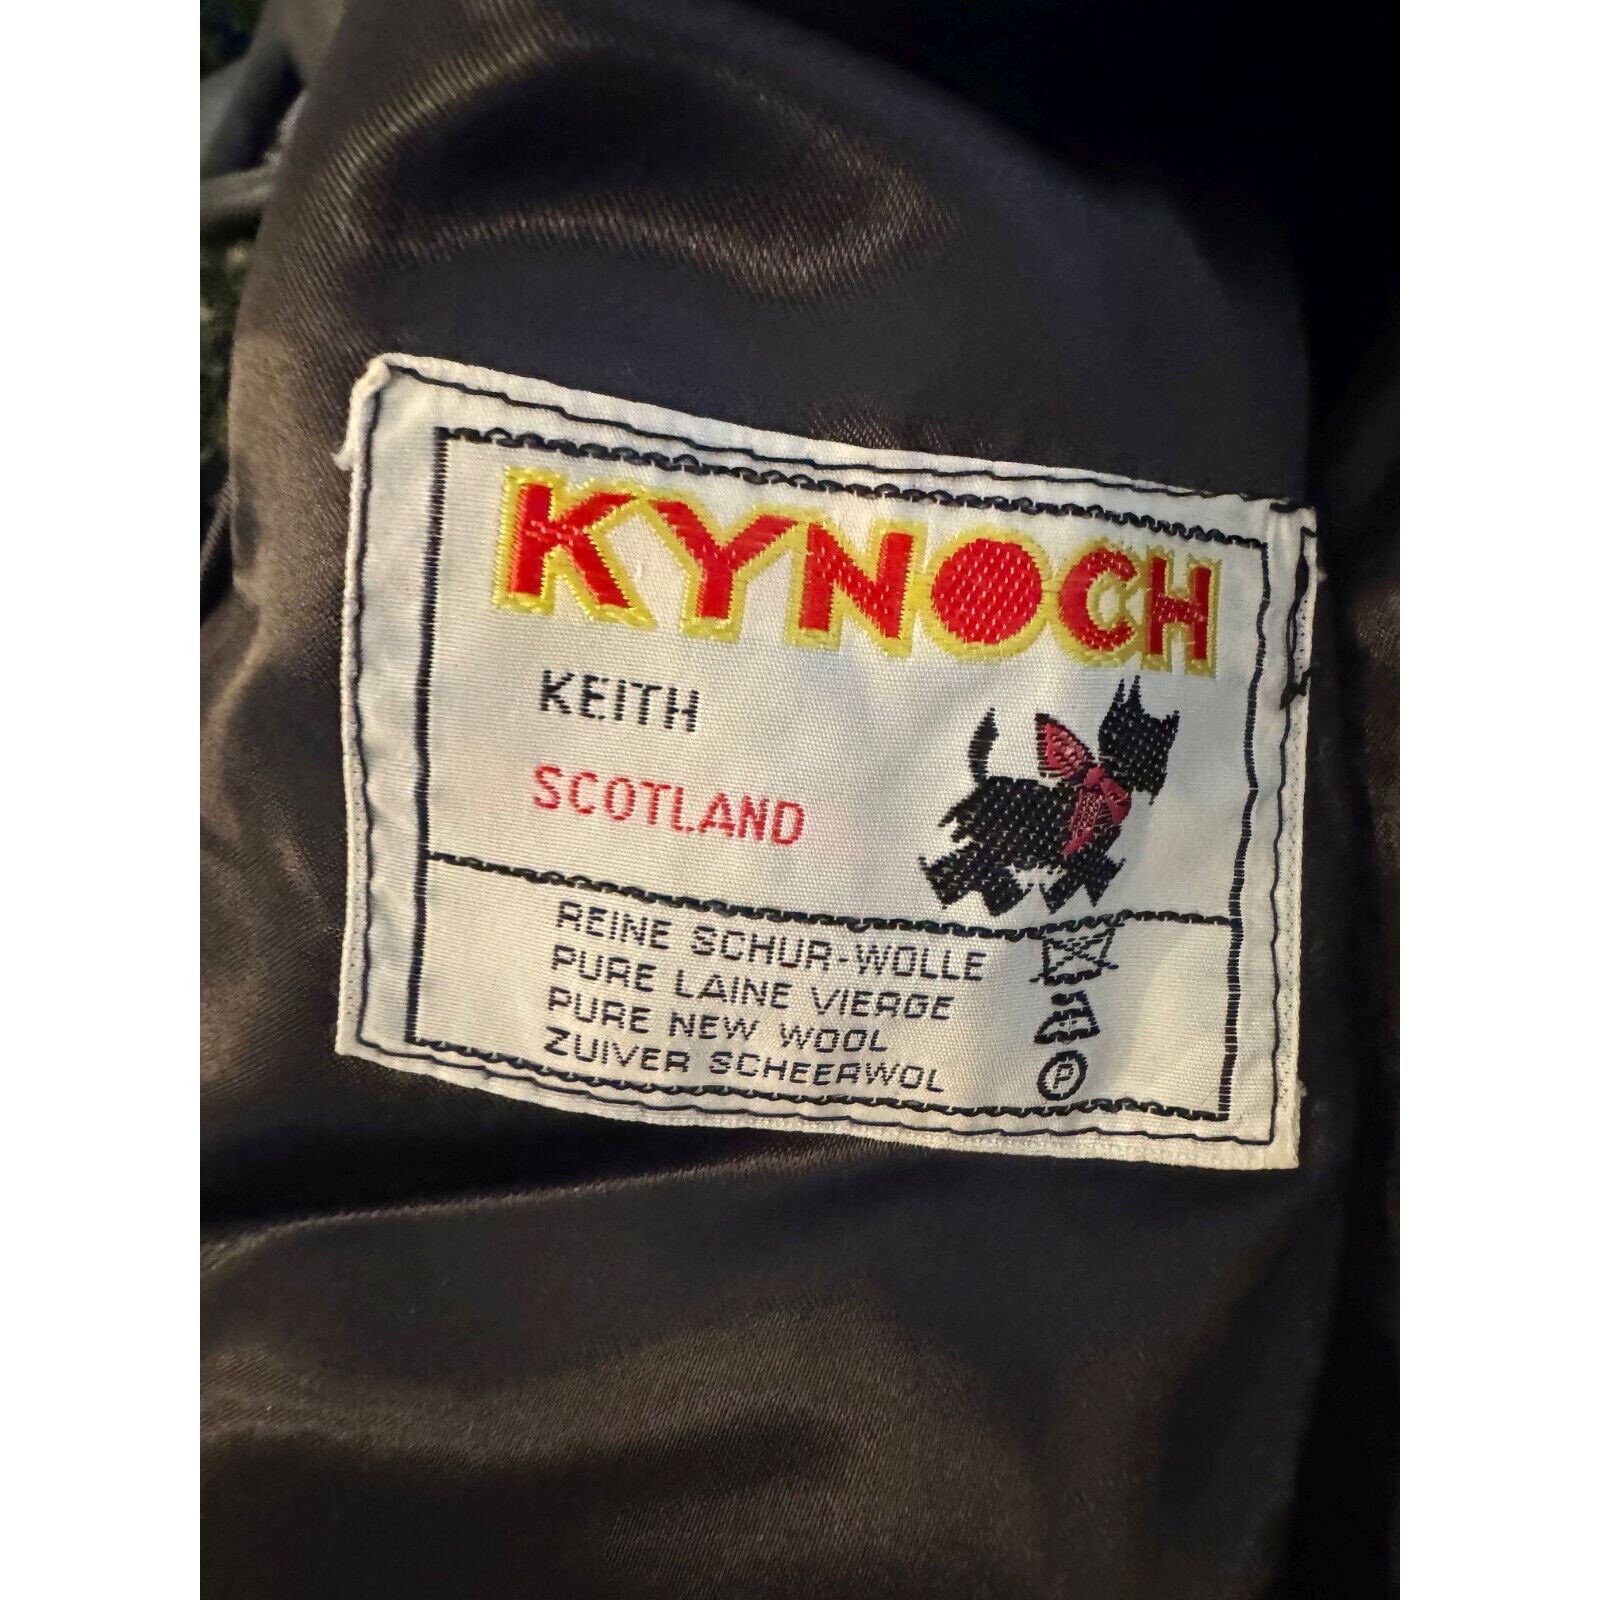 KYNOCH
KEITH
SCOTLAND
REINE SCHUR-WOLLE
PURE LAINE VIERGE
PURE NEW WOOL
ZUIVER SCHEERWOL
P